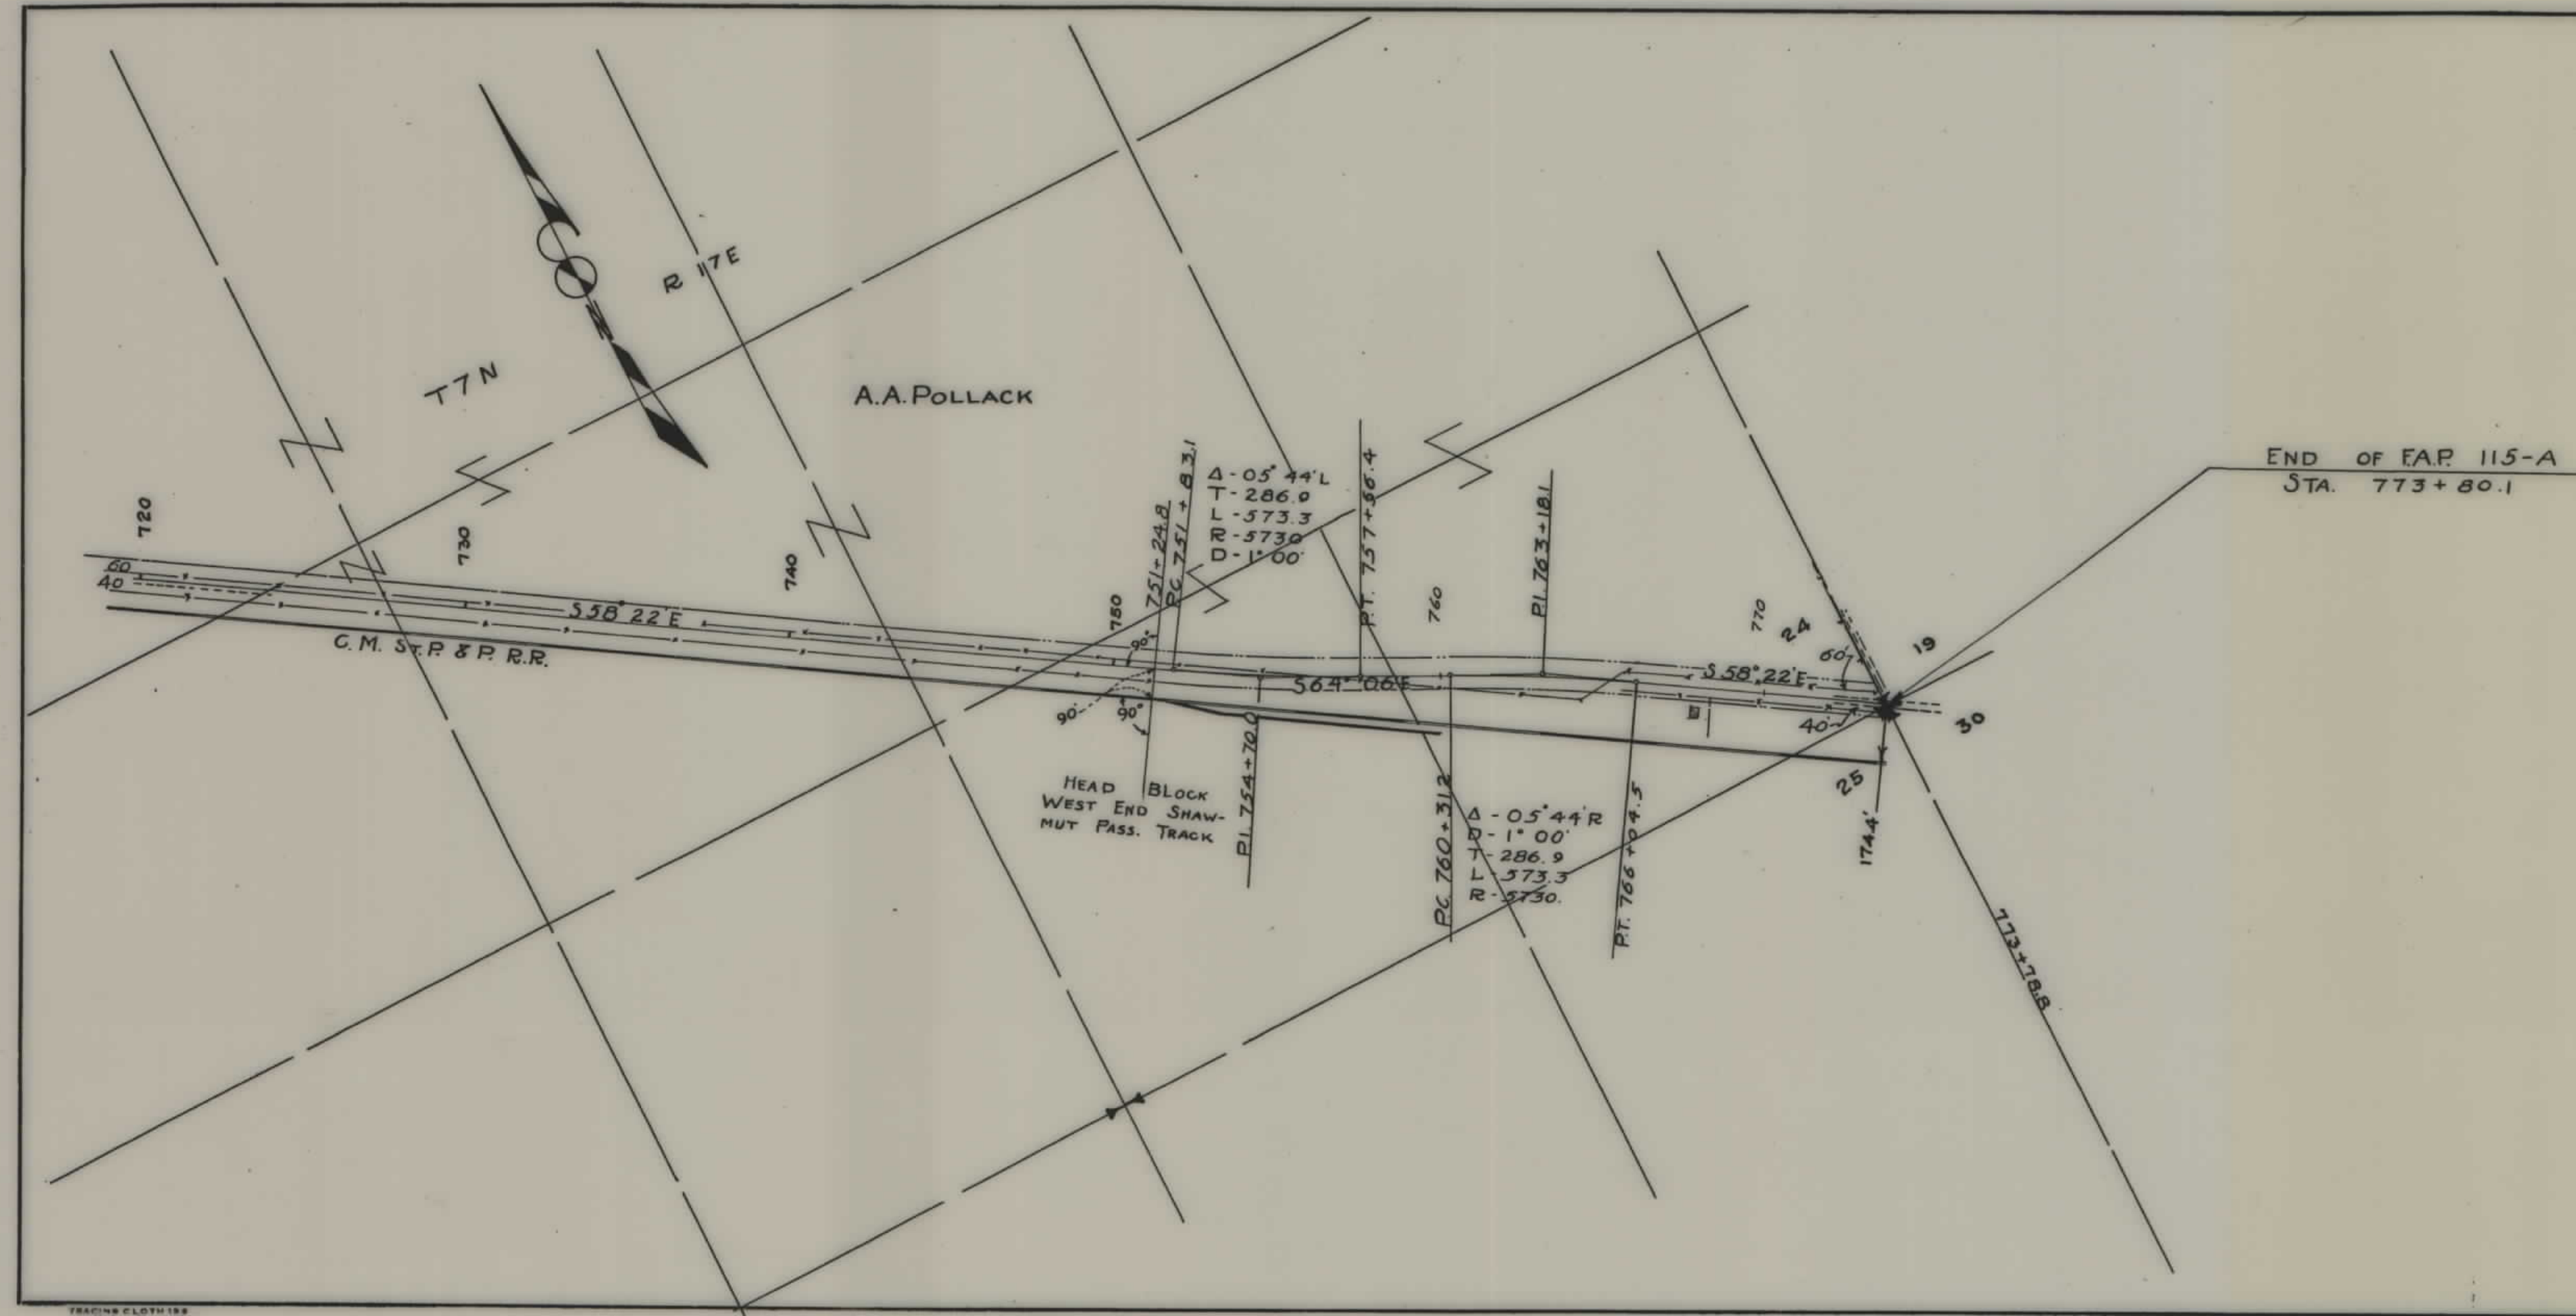 R 17 E
T 7 N
A.A. POLLACK
END OF F.A.P. 115-A
STA. 773+80.1
720
730
740
750
751+24.8
P.C. 751+83.1
Δ-05° 44' L
T-286.9
L-573.3
R-5730
D-1° 00'
P.T. 757+56.4
760
P.I. 763+18.1
770
24
19
60
40
S 58° 22' E
C. M. ST. P. & P. R.R.
90°
90'
90°
S 64° 06' E
S 58° 22' E
60'
40'
30
25
HEAD BLOCK
WEST END SHAW-
MUT PASS. TRACK
P.I. 754+70.0
P.C. 760+31.2
Δ-05° 44' R
D-1° 00'
T-286.9
L-573.3
R-5730.
P.T. 766+04.5
174.4'
773+78.8
TRACING CLOTH